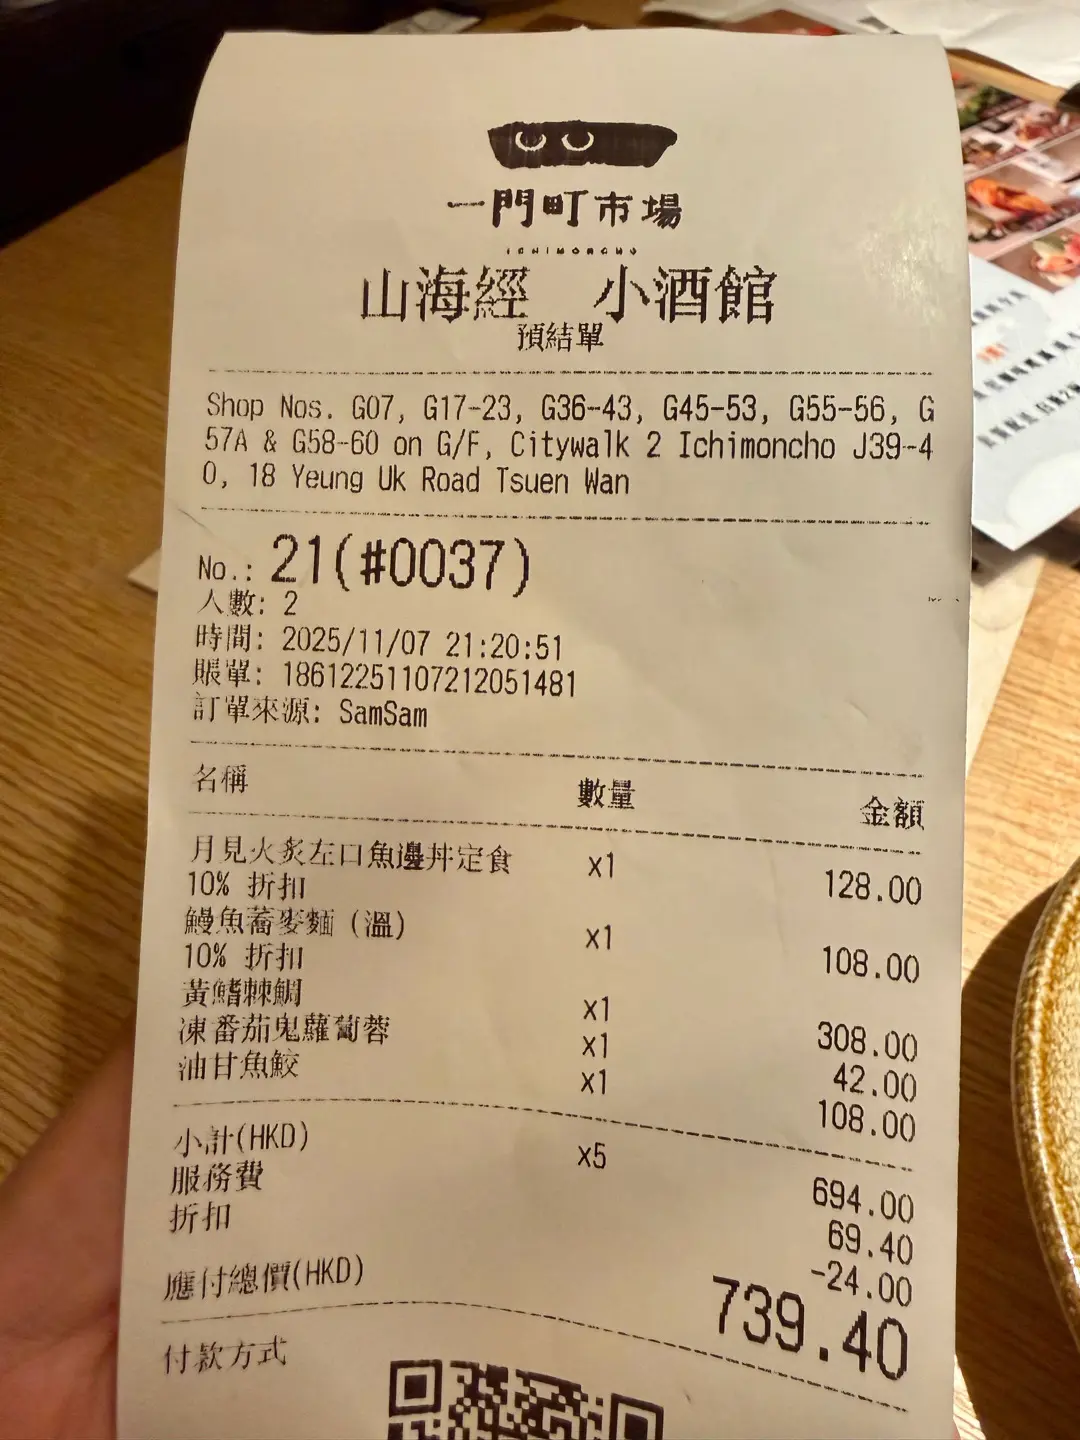 一門町市場
ICHIMONCHO
山海經 小酒館
預結單
Shop Nos. G07, G17-23, G36-43, G45-53, G55-56, G
57A & G58-60 on G/F, Citywalk 2 Ichimoncho J39-4
0, 18 Yeung Uk Road Tsuen Wan
No.: 21(#0037)
人數: 2
時間: 2025/11/07 21:20:51
賬單: 18612251107212051481
訂單來源: SamSam
名稱 數量 金額
月見火炙左口魚邊丼定食 x1 128.00
10% 折扣
鰻魚蕎麥麵 (溫) x1 108.00
10% 折扣
黃鰭棘鯛 x1 308.00
凍番茄鬼蘿蔔蓉 x1 42.00
油甘魚鮫 x1 108.00
小計(HKD) x5 694.00
服務費 69.40
折扣 -24.00
應付總價(HKD) 739.40
付款方式